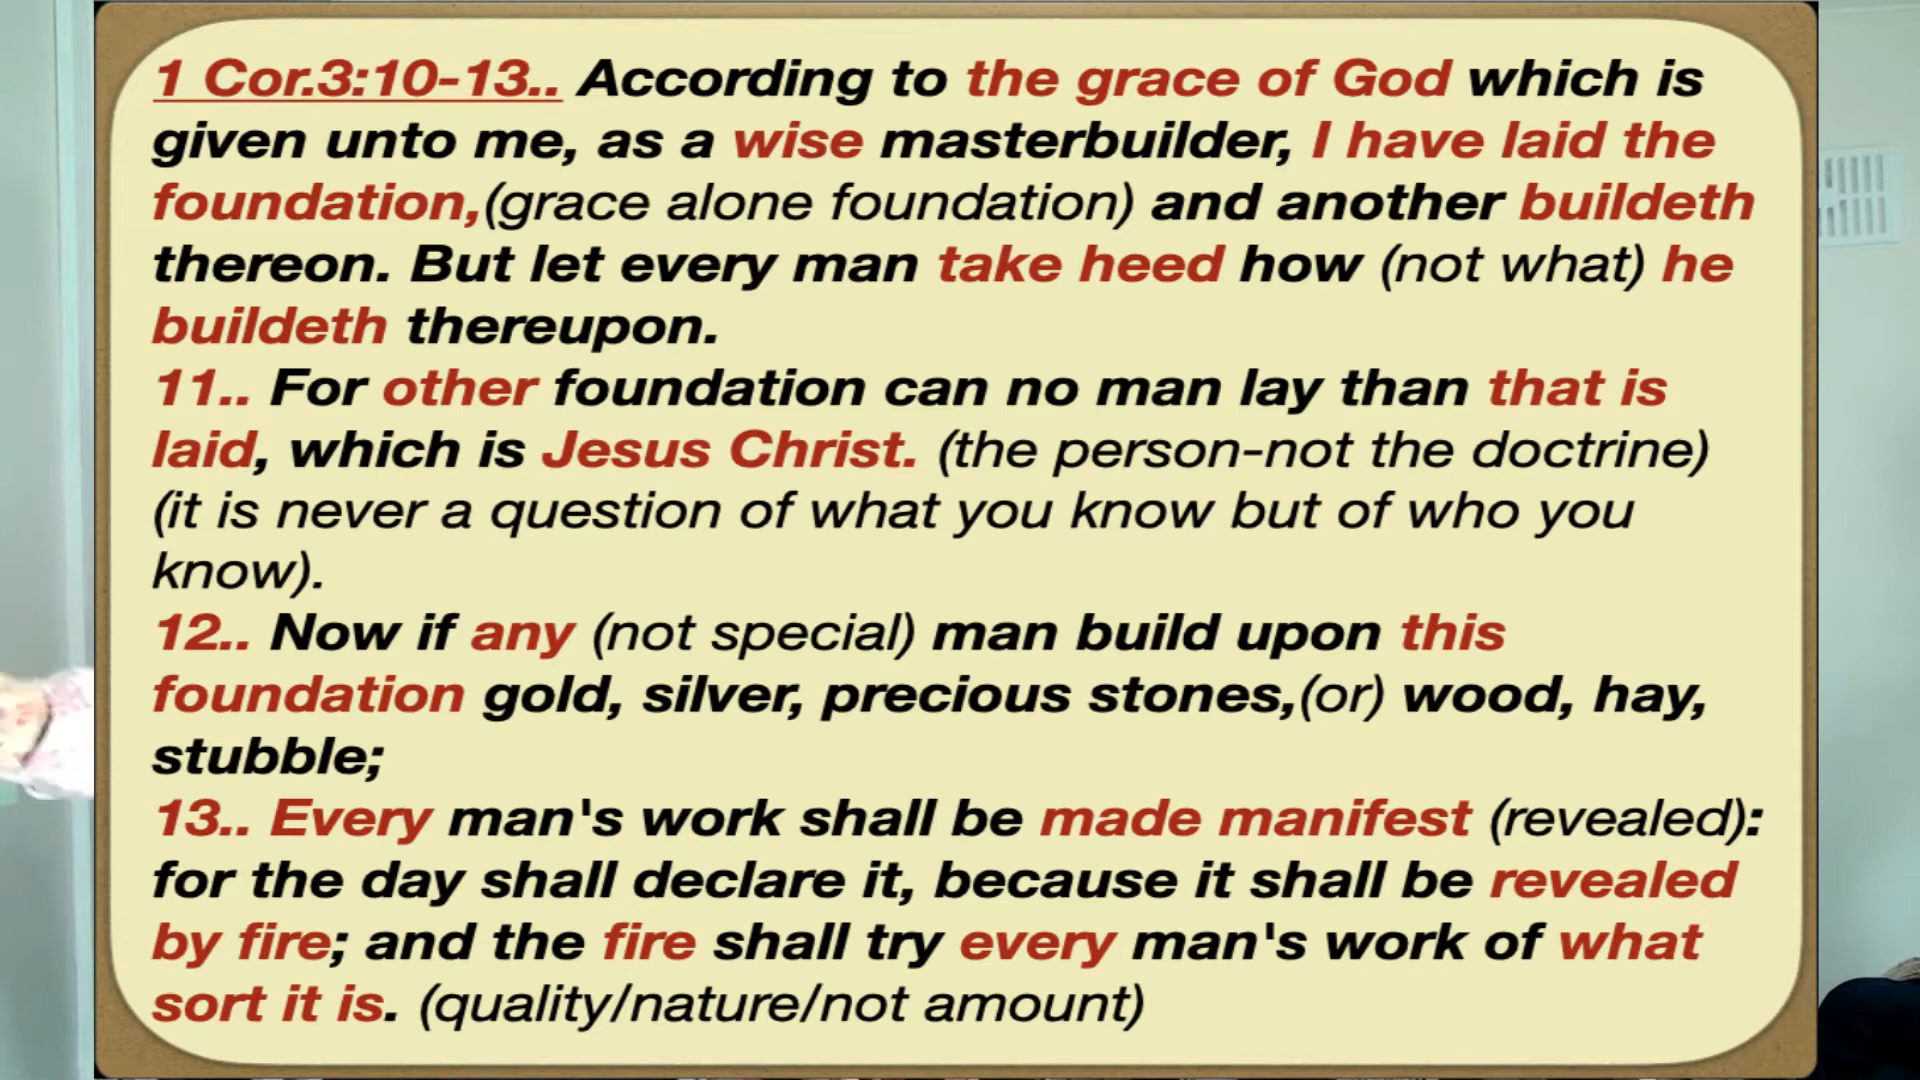 1 Cor.3:10-13.. According to the grace of God which is
given unto me, as a wise masterbuilder, I have laid the
foundation,(grace alone foundation) and another buildeth
thereon. But let every man take heed how (not what) he
buildeth thereupon.
11.. For other foundation can no man lay than that is
laid, which is Jesus Christ. (the person-not the doctrine)
(it is never a question of what you know but of who you
know).
12.. Now if any (not special) man build upon this
foundation gold, silver, precious stones,(or) wood, hay,
stubble;
13.. Every man's work shall be made manifest (revealed):
for the day shall declare it, because it shall be revealed
by fire; and the fire shall try every man's work of what
sort it is. (quality/nature/not amount)